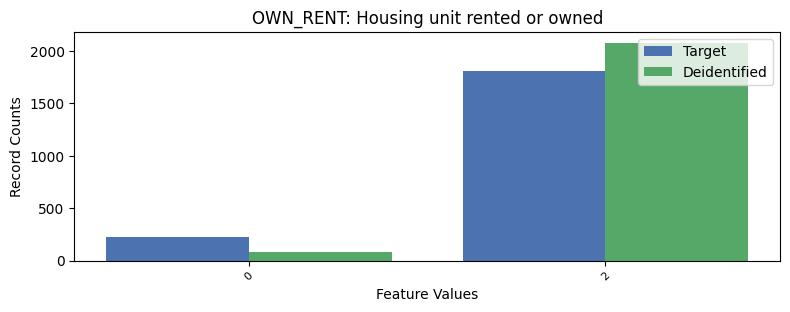 OWN_RENT: Housing unit rented or owned
Target
Deidentified
Record Counts
2000
1500
1000
500
0
0
2
Feature Values